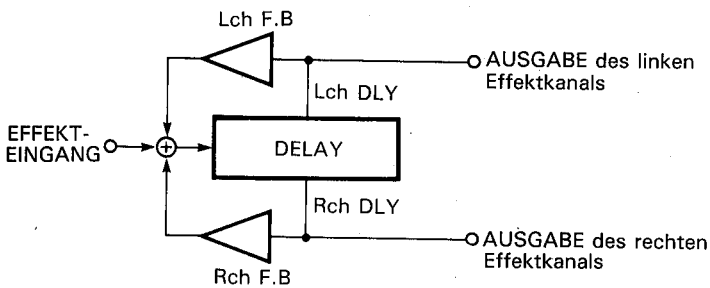 Lch F.B
AUSGABE des linken
Effektkanals
Lch DLY
EFFEKT-
EINGANG
+
DELAY
Rch DLY
AUSGABE des rechten
Effektkanals
Rch F.B